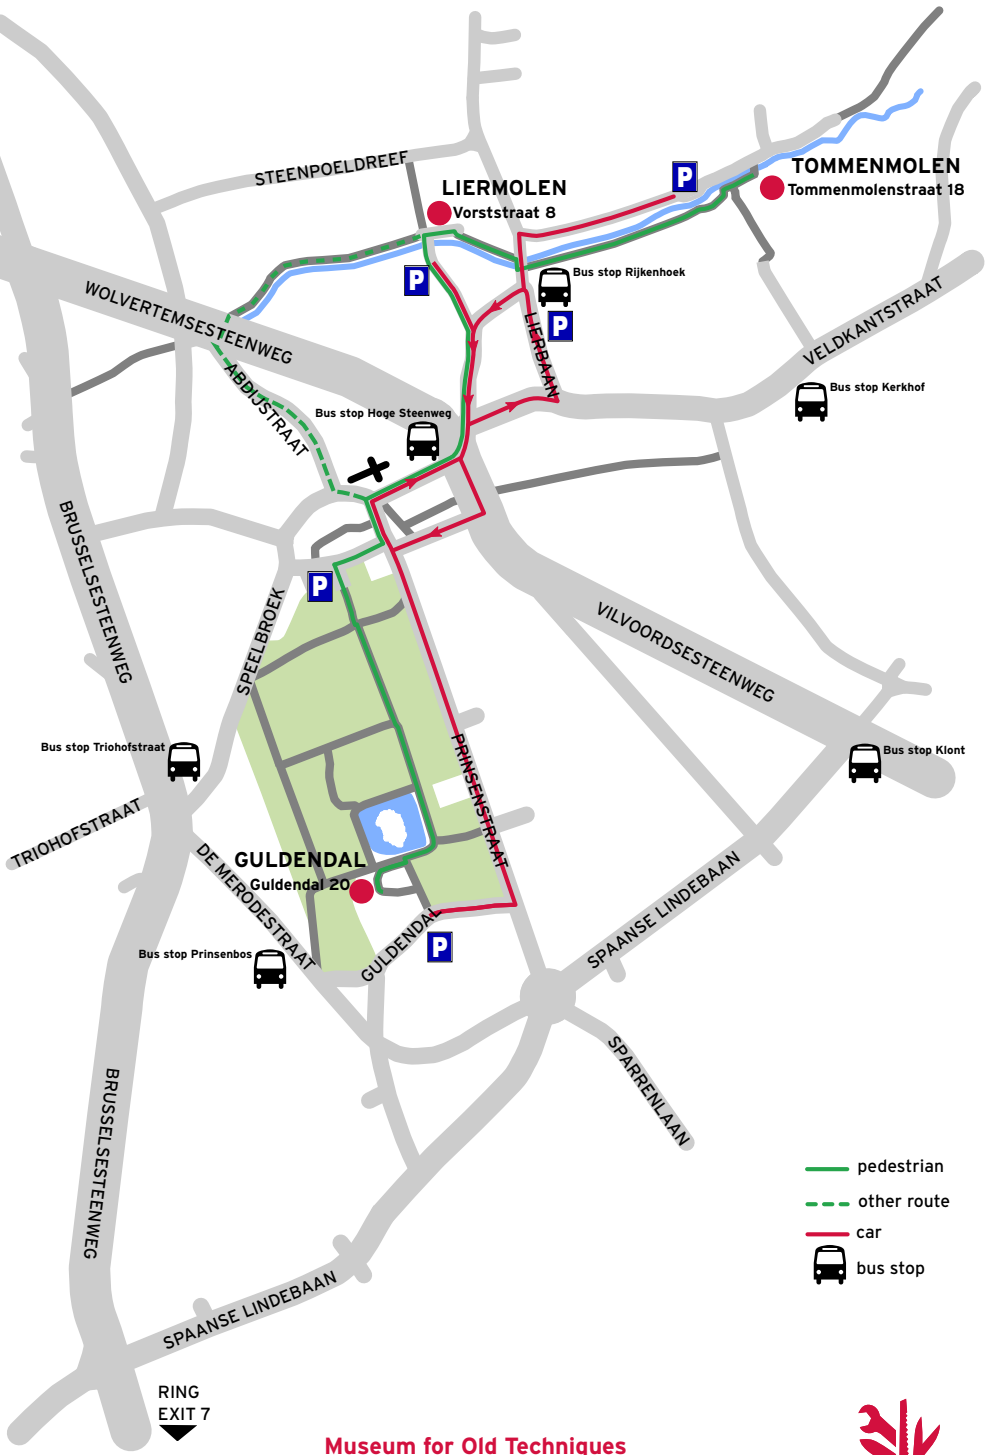 STEENPOELDREEF
LIERMOLEN
Vorststraat 8
P
TOMMENMOLEN
Tommenmolenstraat 18
P
Bus stop Rijkenhoek
P
WOLVERTEMSESTEENWEG
LIERBAAN
VELDKANTSTRAAT
ABDIJSTRAAT
Bus stop Kerkhof
Bus stop Hoge Steenweg
BRUSSELSESTEENWEG
P
SPEELBROEK
VILVOORDSESTEENWEG
Bus stop Triohofstraat
PRINSENSTRAAT
Bus stop Klont
TRIOHOFSTRAAT
DE MERODESTRAAT
GULDENDAL
Guldendal 20
GULDENDAL
P
SPAANSE LINDEBAAN
Bus stop Prinsenbos
SPARRENLAAN
BRUSSELSESTEENWEG
pedestrian
other route
car
bus stop
SPAANSE LINDEBAAN
RING
EXIT 7
Museum for Old Techniques